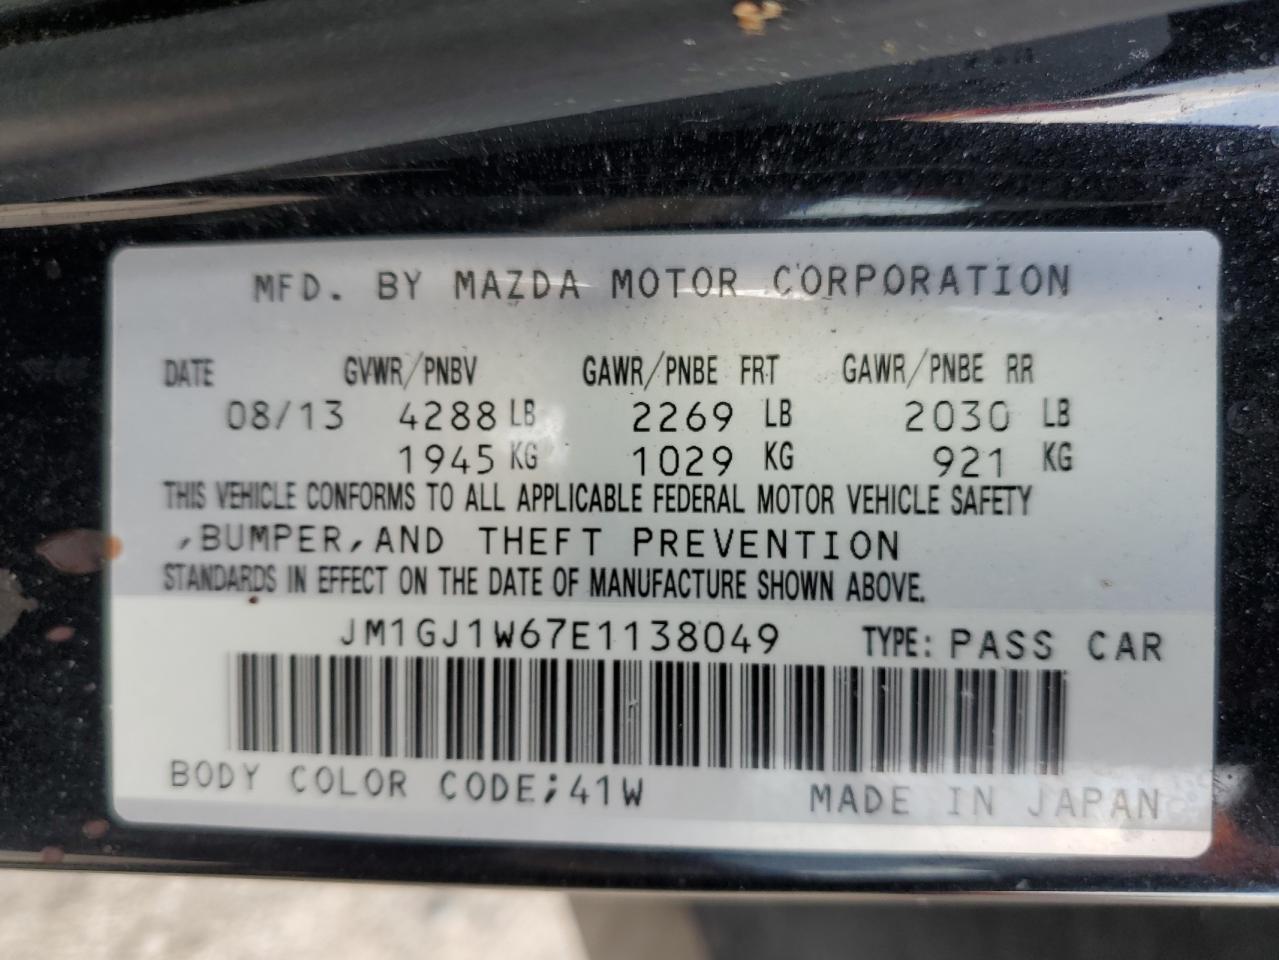 MFD. BY MAZDA MOTOR CORPORATION
DATE GVWR/PNBV GAWR/PNBE FRT GAWR/PNBE RR
08/13 4288 LB 2269 LB 2030 LB
1945 KG 1029 KG 921 KG
THIS VEHICLE CONFORMS TO ALL APPLICABLE FEDERAL MOTOR VEHICLE SAFETY
,BUMPER,AND THEFT PREVENTION
STANDARDS IN EFFECT ON THE DATE OF MANUFACTURE SHOWN ABOVE.
JM1GJ1W67E1138049 TYPE: PASS CAR
BODY COLOR CODE;41W MADE IN JAPAN